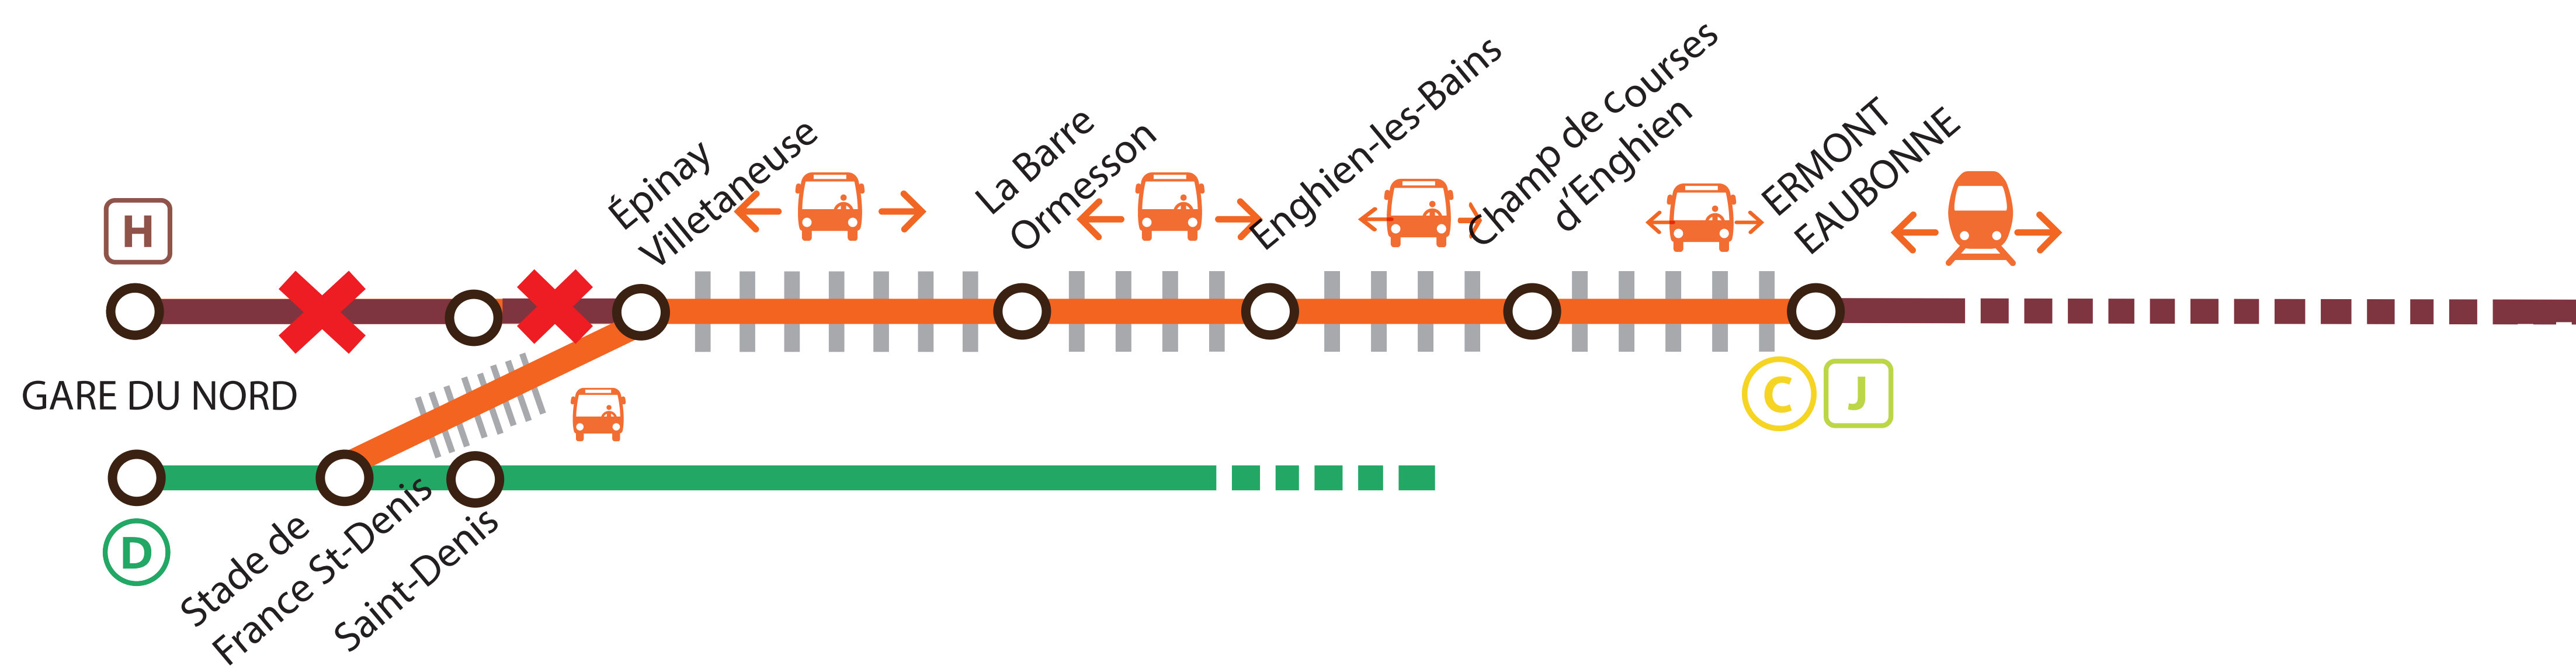 H
Épinay
Villetaneuse
La Barre
Ormesson
Enghien-les-Bains
Champ de courses
d'Enghien
ERMONT
EAUBONNE
GARE DU NORD
C
J
D
Stade de
France St-Denis
Saint-Denis